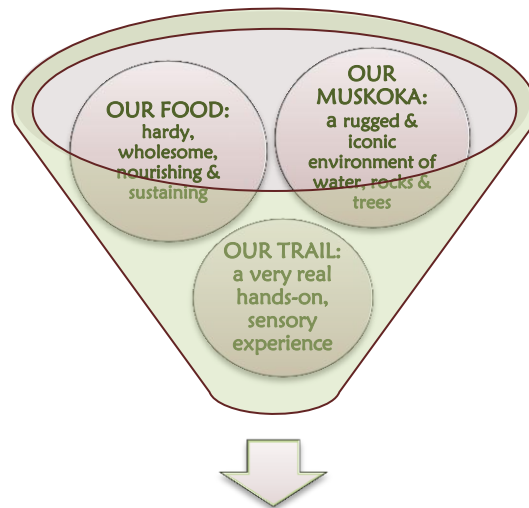 OUR FOOD:
hardy,
wholesome,
nourishing &
sustaining
OUR
MUSKOKA:
a rugged &
iconic
environment of
water, rocks &
trees
OUR TRAIL:
a very real
hands-on,
sensory
experience